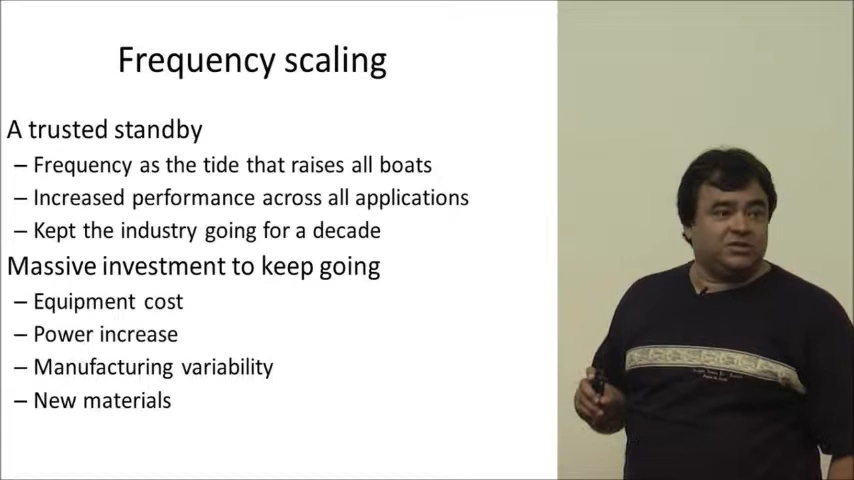 Frequency scaling
A trusted standby
– Frequency as the tide that raises all boats
– Increased performance across all applications
– Kept the industry going for a decade
Massive investment to keep going
– Equipment cost
– Power increase
– Manufacturing variability
– New materials